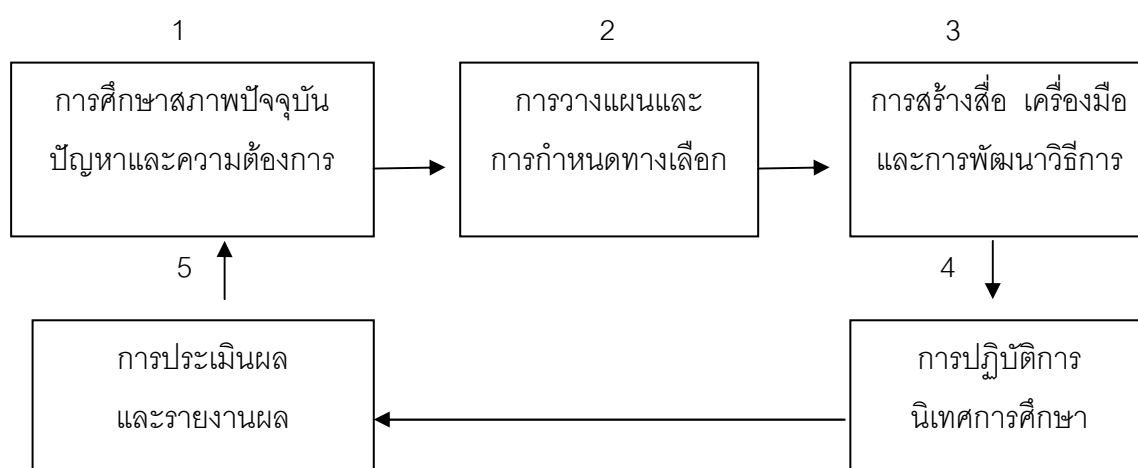 1
การศึกษาสภาพปัจจุบัน
ปัญหาและความต้องการ
2
การวางแผนและ
การกำหนดทางเลือก
3
การสร้างสื่อ เครื่องมือ
และการพัฒนาวิธีการ
4
การปฏิบัติการ
นิเทศการศึกษา
5
การประเมินผล
และรายงานผล